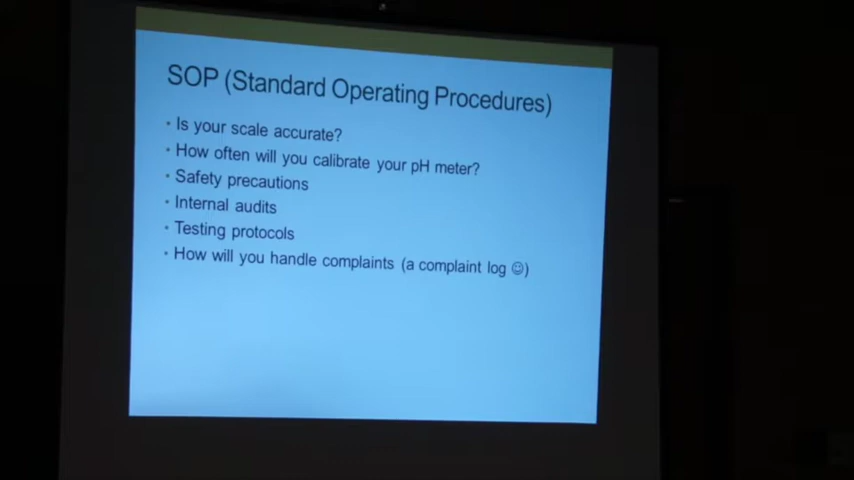 SOP (Standard Operating Procedures)
• Is your scale accurate?
• How often will you calibrate your pH meter?
• Safety precautions
• Internal audits
• Testing protocols
• How will you handle complaints (a complaint log ☺)